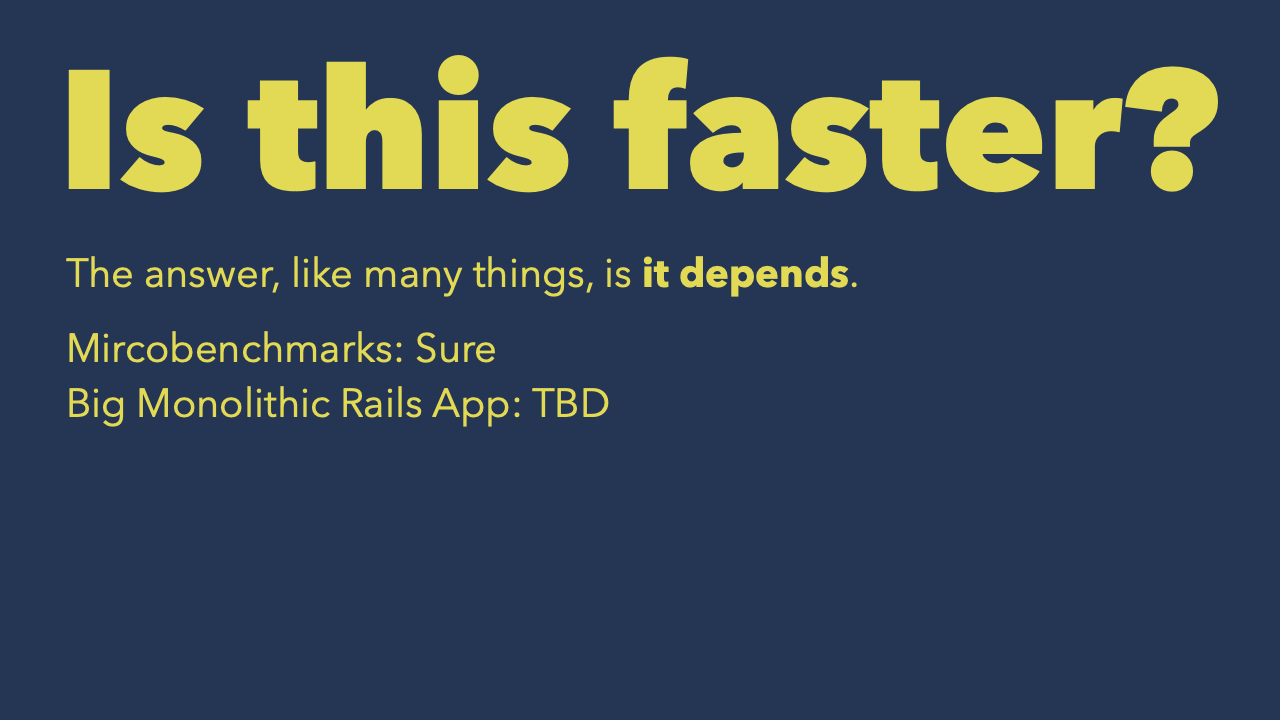 Is this faster?
The answer, like many things, is it depends.
Mircobenchmarks: Sure
Big Monolithic Rails App: TBD